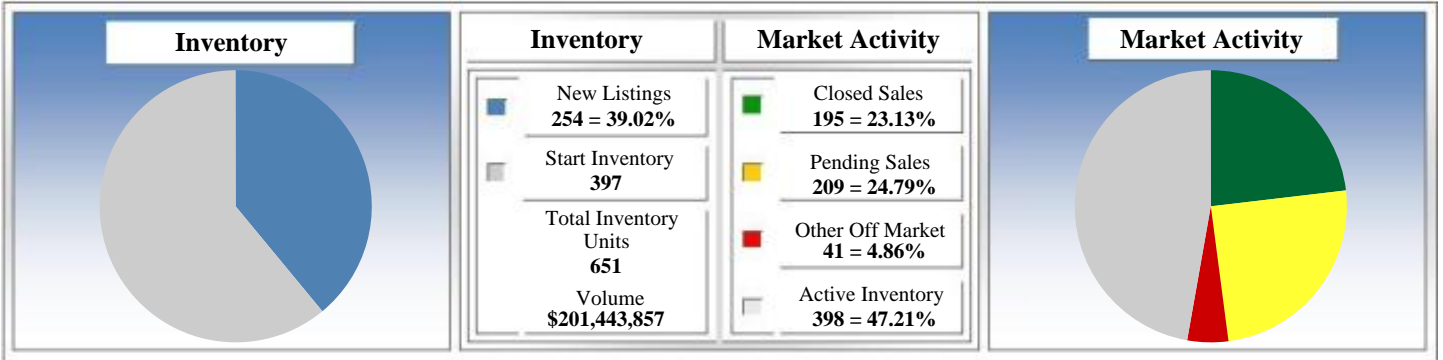 Inventory
Inventory
Market Activity
New Listings
254 = 39.02%
Start Inventory
397
Total Inventory
Units
651
Volume
$201,443,857
Closed Sales
195 = 23.13%
Pending Sales
209 = 24.79%
Other Off Market
41 = 4.86%
Active Inventory
398 = 47.21%
Market Activity